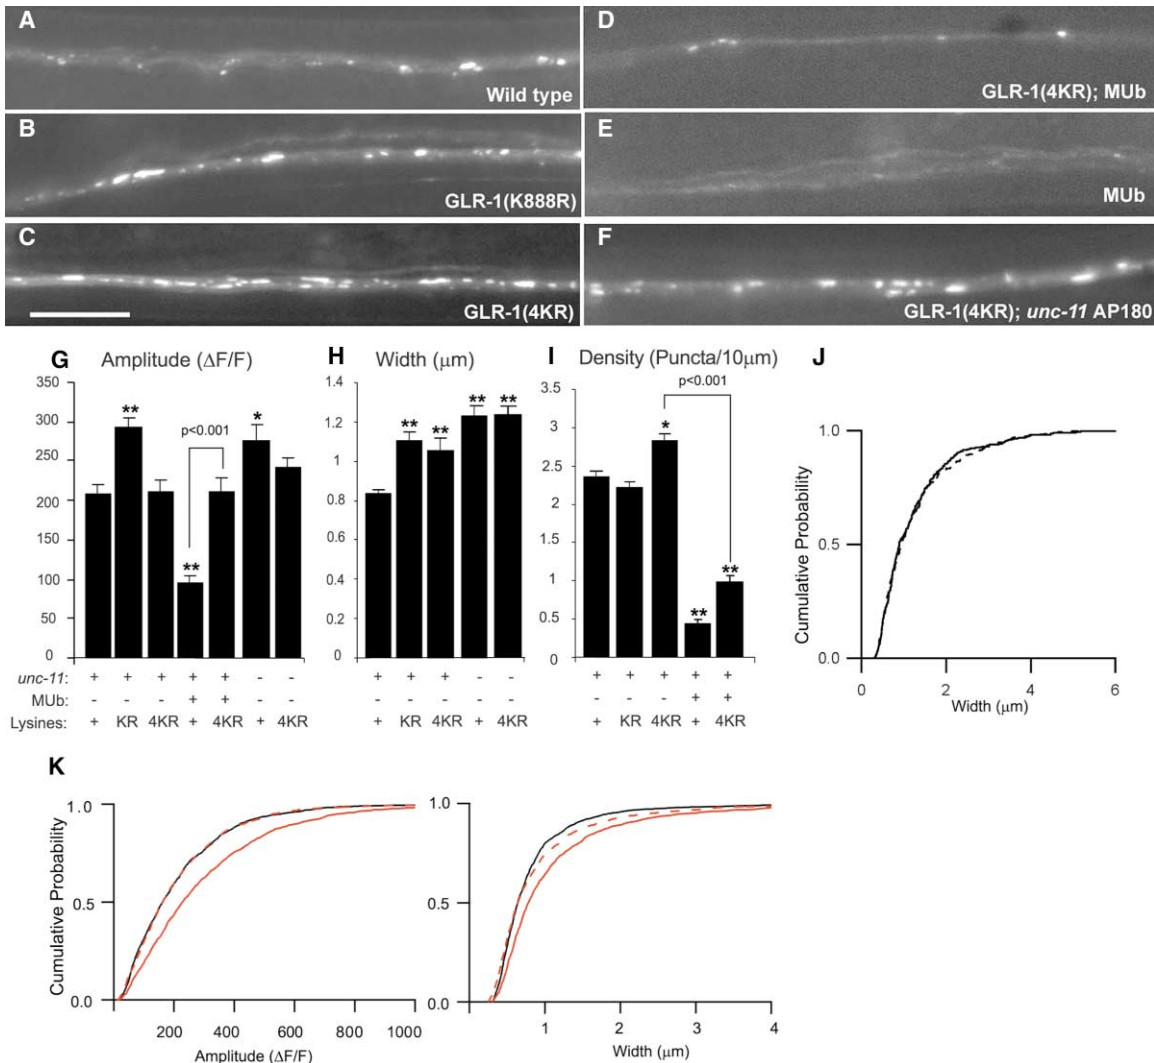 A
Wild type
B
GLR-1(K888R)
C
GLR-1(4KR)
D
GLR-1(4KR); MUb
E
MUb
F
GLR-1(4KR); unc-11 AP180
G Amplitude (ΔF/F)
350
300
250
200
150
100
50
0
**
**
*
p<0.001
unc-11: + + + + + - -
MUb: - - - + + - -
Lysines: + KR 4KR + 4KR + 4KR
H Width (μm)
1.4
1.2
1
0.8
0.6
0.4
0.2
0
** ** ** **
+ + + - -
- - - - -
+ KR 4KR + 4KR
I Density (Puncta/10μm)
3.5
3
2.5
2
1.5
1
0.5
0
p<0.001
*
**
**
+ + + + +
- - - + +
+ KR 4KR + 4KR
J
Cumulative Probability
1.0
0.5
0.0
0 2 4 6
Width (μm)
K
Cumulative Probability
1.0
0.5
0.0
200 400 600 800 1000
Amplitude (ΔF/F)
1.0
0.5
0.0
1 2 3 4
Width (μm)